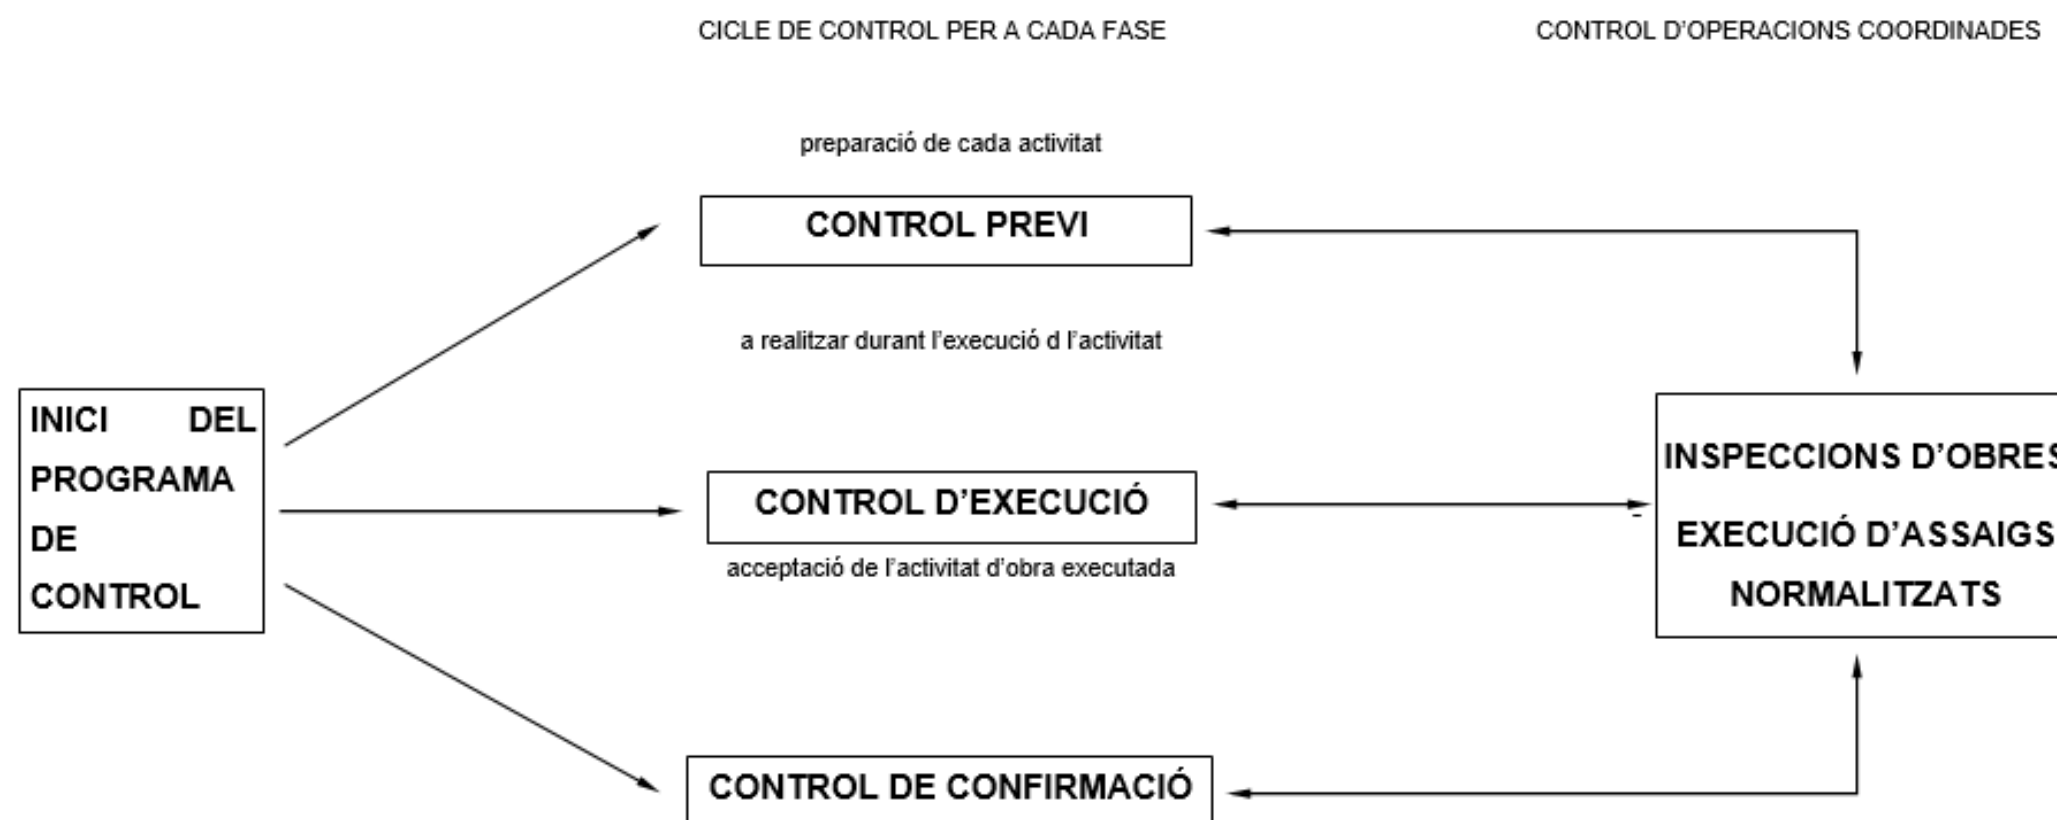 CICLE DE CONTROL PER A CADA FASE
CONTROL D'OPERACIONS COORDINADES
preparació de cada activitat
CONTROL PREVI
a realitzar durant l'execució d l'activitat
INICI DEL
PROGRAMA
DE
CONTROL
CONTROL D'EXECUCIÓ
acceptació de l'activitat d'obra executada
INSPECCIONS D'OBRES
EXECUCIÓ D'ASSAIGS
NORMALITZATS
CONTROL DE CONFIRMACIÓ